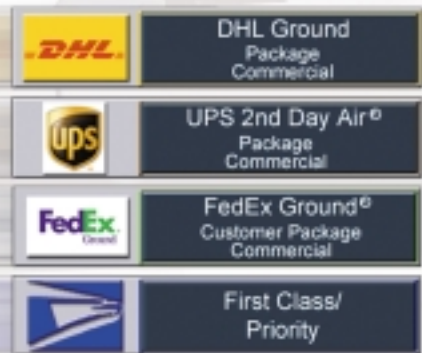 DHL
DHL Ground
Package
Commercial
ups
UPS 2nd Day Air®
Package
Commercial
FedEx
Ground
FedEx Ground®
Customer Package
Commercial
First Class/
Priority